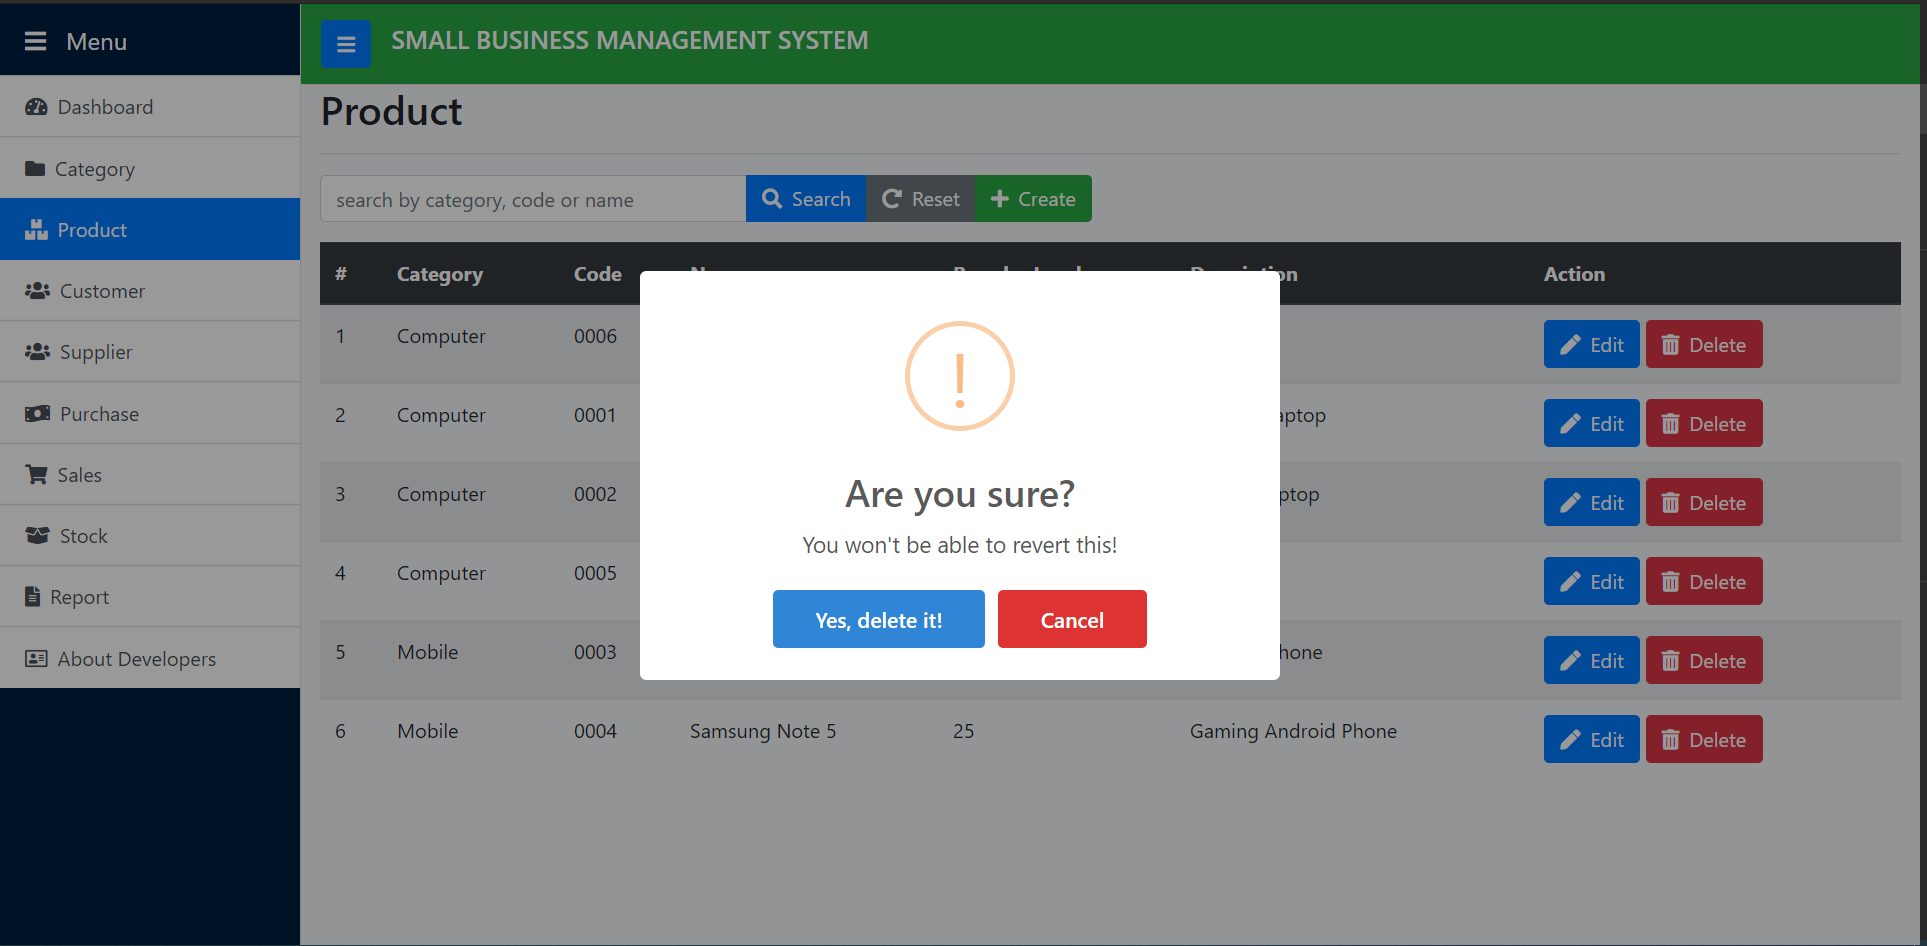 Menu
SMALL BUSINESS MANAGEMENT SYSTEM
Dashboard
Category
Product
Customer
Supplier
Purchase
Sales
Stock
Report
About Developers
Product
search by category, code or name Search Reset Create
# Category Code Action
1 Computer 0006 Edit Delete
2 Computer 0001 Edit Delete
3 Computer 0002 Edit Delete
4 Computer 0005 Edit Delete
5 Mobile 0003 Edit Delete
6 Mobile 0004 Samsung Note 5 25 Gaming Android Phone Edit Delete
Are you sure?
You won't be able to revert this!
Yes, delete it! Cancel